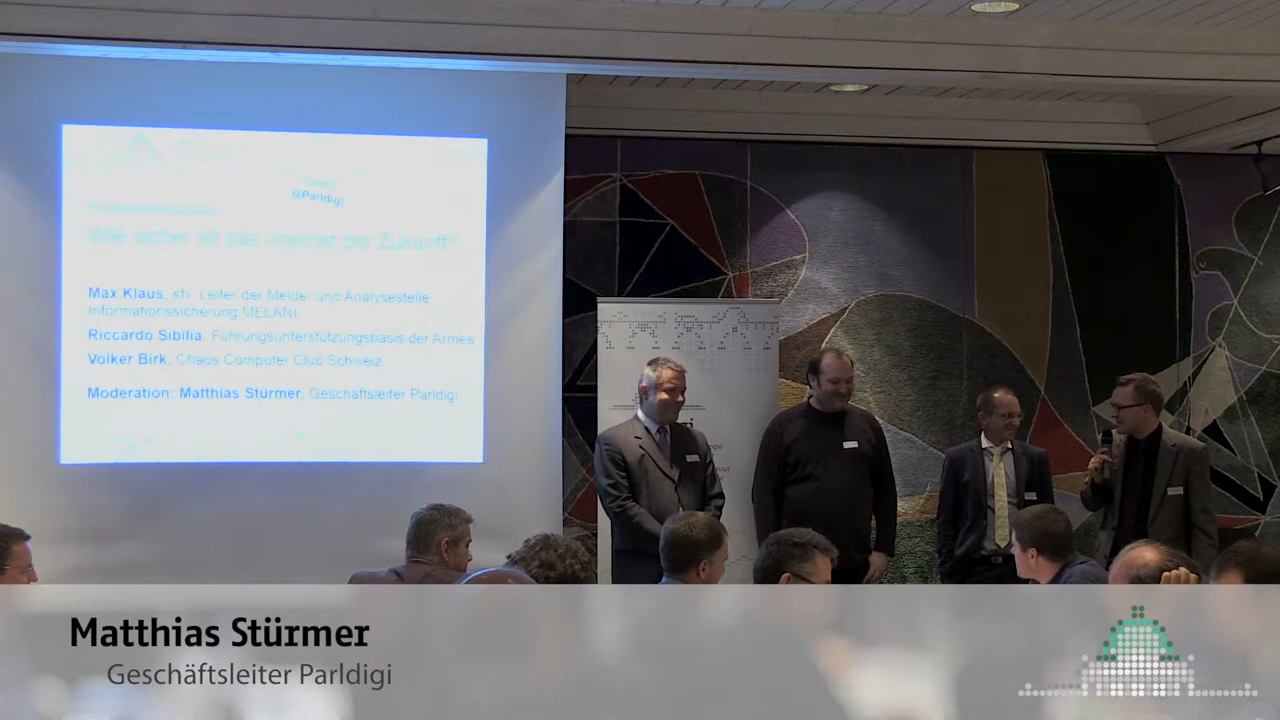 @Parldigi
Wie sicher ist das Internet der Zukunft?
Max Klaus, stv. Leiter der Melde- und Analysestelle
Informationssicherung MELANI
Riccardo Sibilia, Führungsunterstützungsbasis der Armee
Volker Birk, Chaos Computer Club Schweiz
Moderation: Matthias Stürmer, Geschäftsleiter Parldigi
Matthias Stürmer
Geschäftsleiter Parldigi